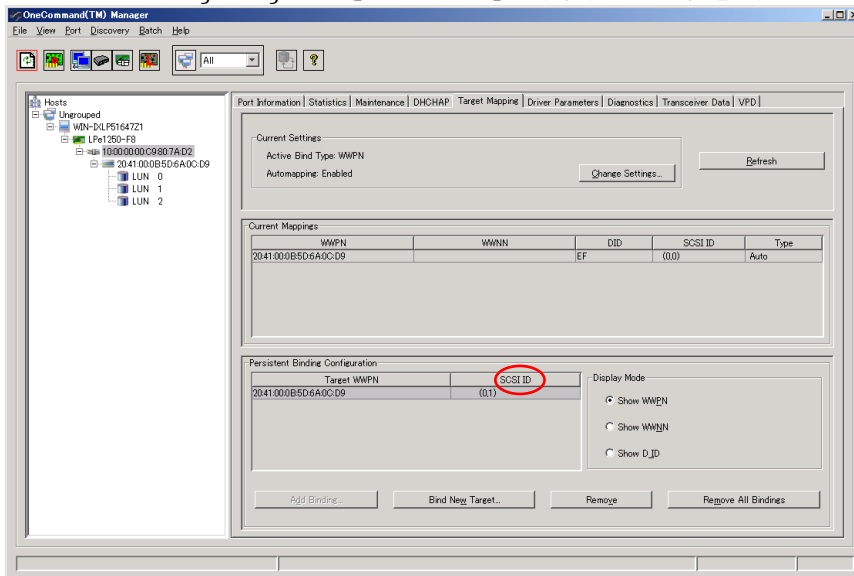 OneCommand(TM) Manager
File View Port Discovery Batch Help
All
Hosts
Ungrouped
WIN-DILP51647Z1
LPe1250-F8
10:00:00:00:C9:80:7A:D2
20:41:00:0B:5D:6A:0C:D9
LUN 0
LUN 1
LUN 2
Port Information Statistics Maintenance DHCHAP Target Mapping Driver Parameters Diagnostics Transceiver Data VPD
Current Settings
Active Bind Type: WWPN
Automapping: Enabled
Change Settings...
Refresh
Current Mappings
WWPN WWNN DID SCSI ID Type
20:41:00:0B:5D:6A:0C:D9 EF (0,0) Auto
Persistent Binding Configuration
Target WWPN SCSI ID
20:41:00:0B:5D:6A:0C:D9 (0,1)
Display Mode
Show WWPN
Show WWNN
Show D_ID
Add Binding...
Bind New Target...
Remove
Remove All Bindings